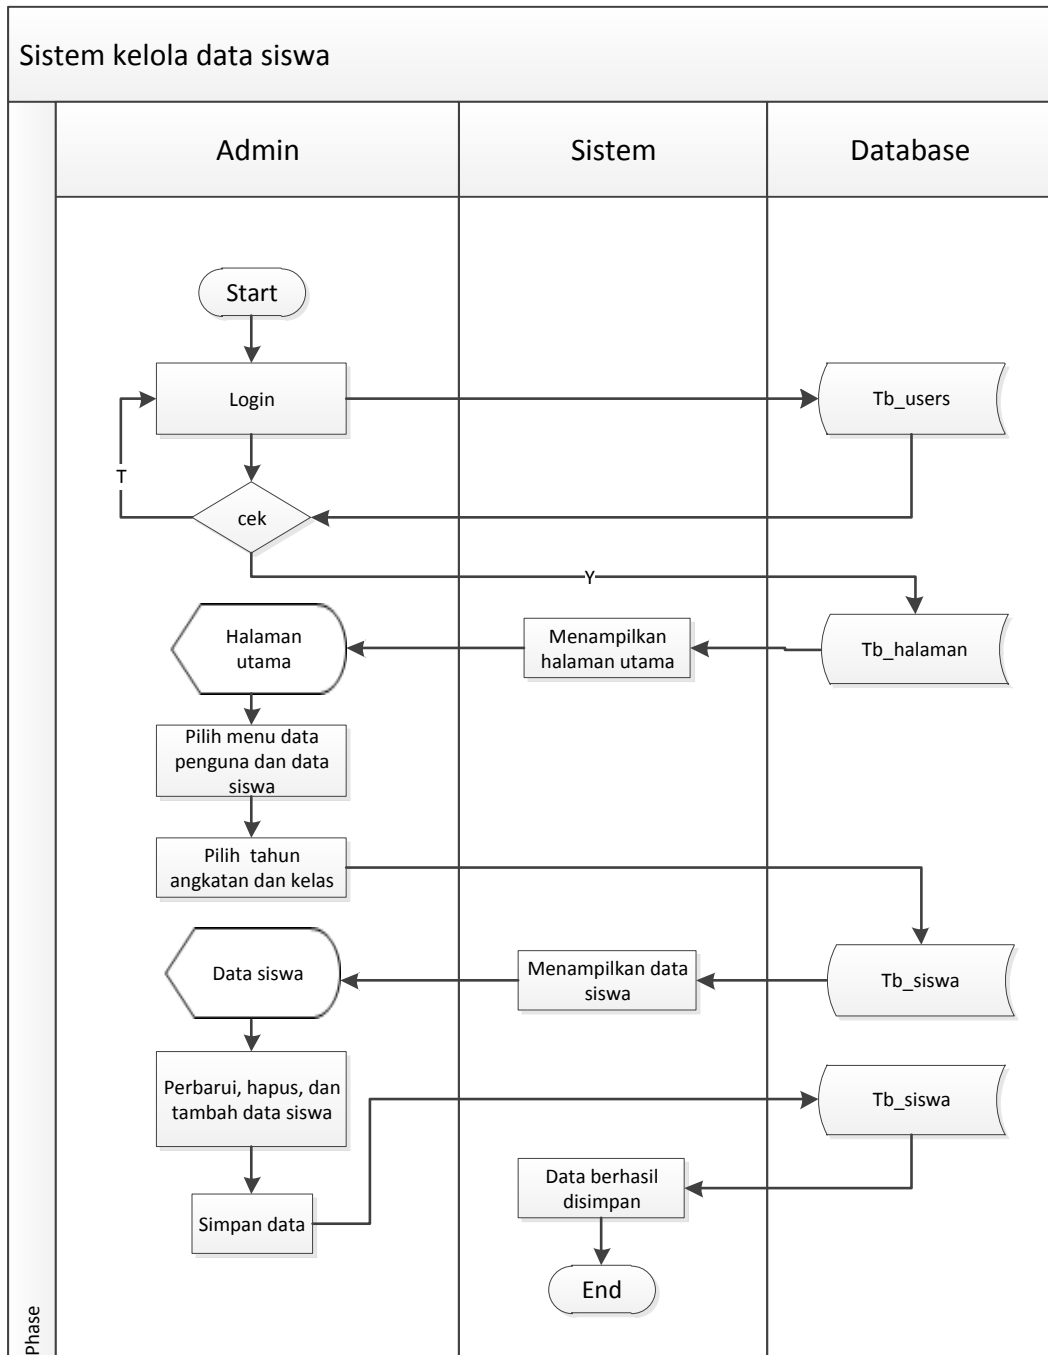 Sistem kelola data siswa
Admin
Sistem
Database
Start
Login
Tb_users
T
cek
Y
Halaman
utama
Menampilkan
halaman utama
Tb_halaman
Pilih menu data
penguna dan data
siswa
Pilih tahun
angkatan dan kelas
Data siswa
Menampilkan data
siswa
Tb_siswa
Perbarui, hapus, dan
tambah data siswa
Tb_siswa
Data berhasil
disimpan
Simpan data
End
Phase